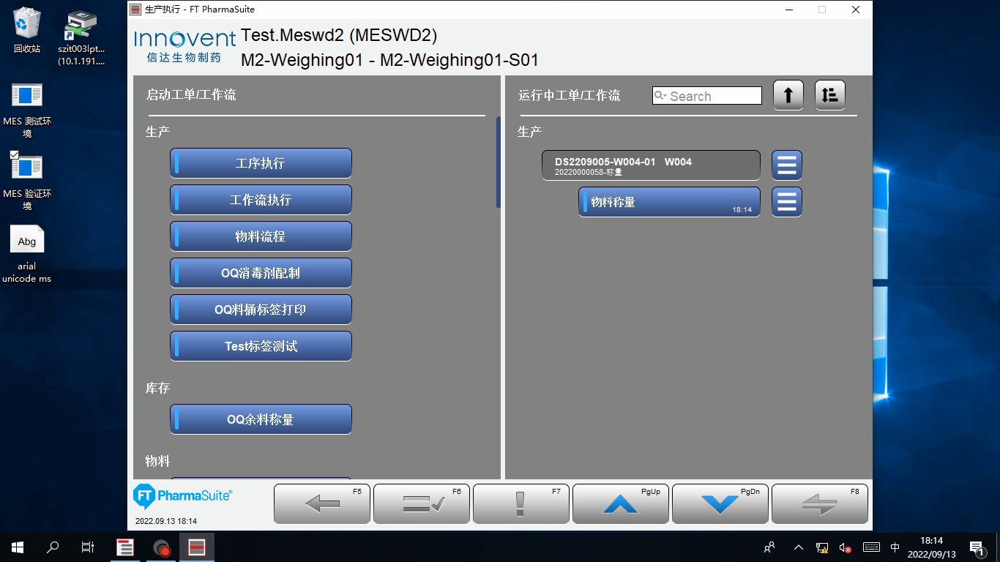 回收站
szit003lpt...
(10.1.191....
MES 测试环
境
MES 验证环
境
Abg
arial
unicode ms
生产执行 - FT PharmaSuite
Innovent
信达生物制药
Test.Meswd2 (MESWD2)
M2-Weighing01 - M2-Weighing01-S01
启动工单/工作流
生产
工序执行
工作流执行
物料流程
OQ消毒剂配制
OQ料桶标签打印
Test标签测试
库存
OQ余料称量
物料
运行中工单/工作流
Search
生产
DS2209005-W004-01 W004
20220000058-称量
物料称量
18:14
FT PharmaSuite®
2022.09.13 18:14
F5
F6
F7
PgUp
PgDn
F8
中
18:14
2022/09/13
1